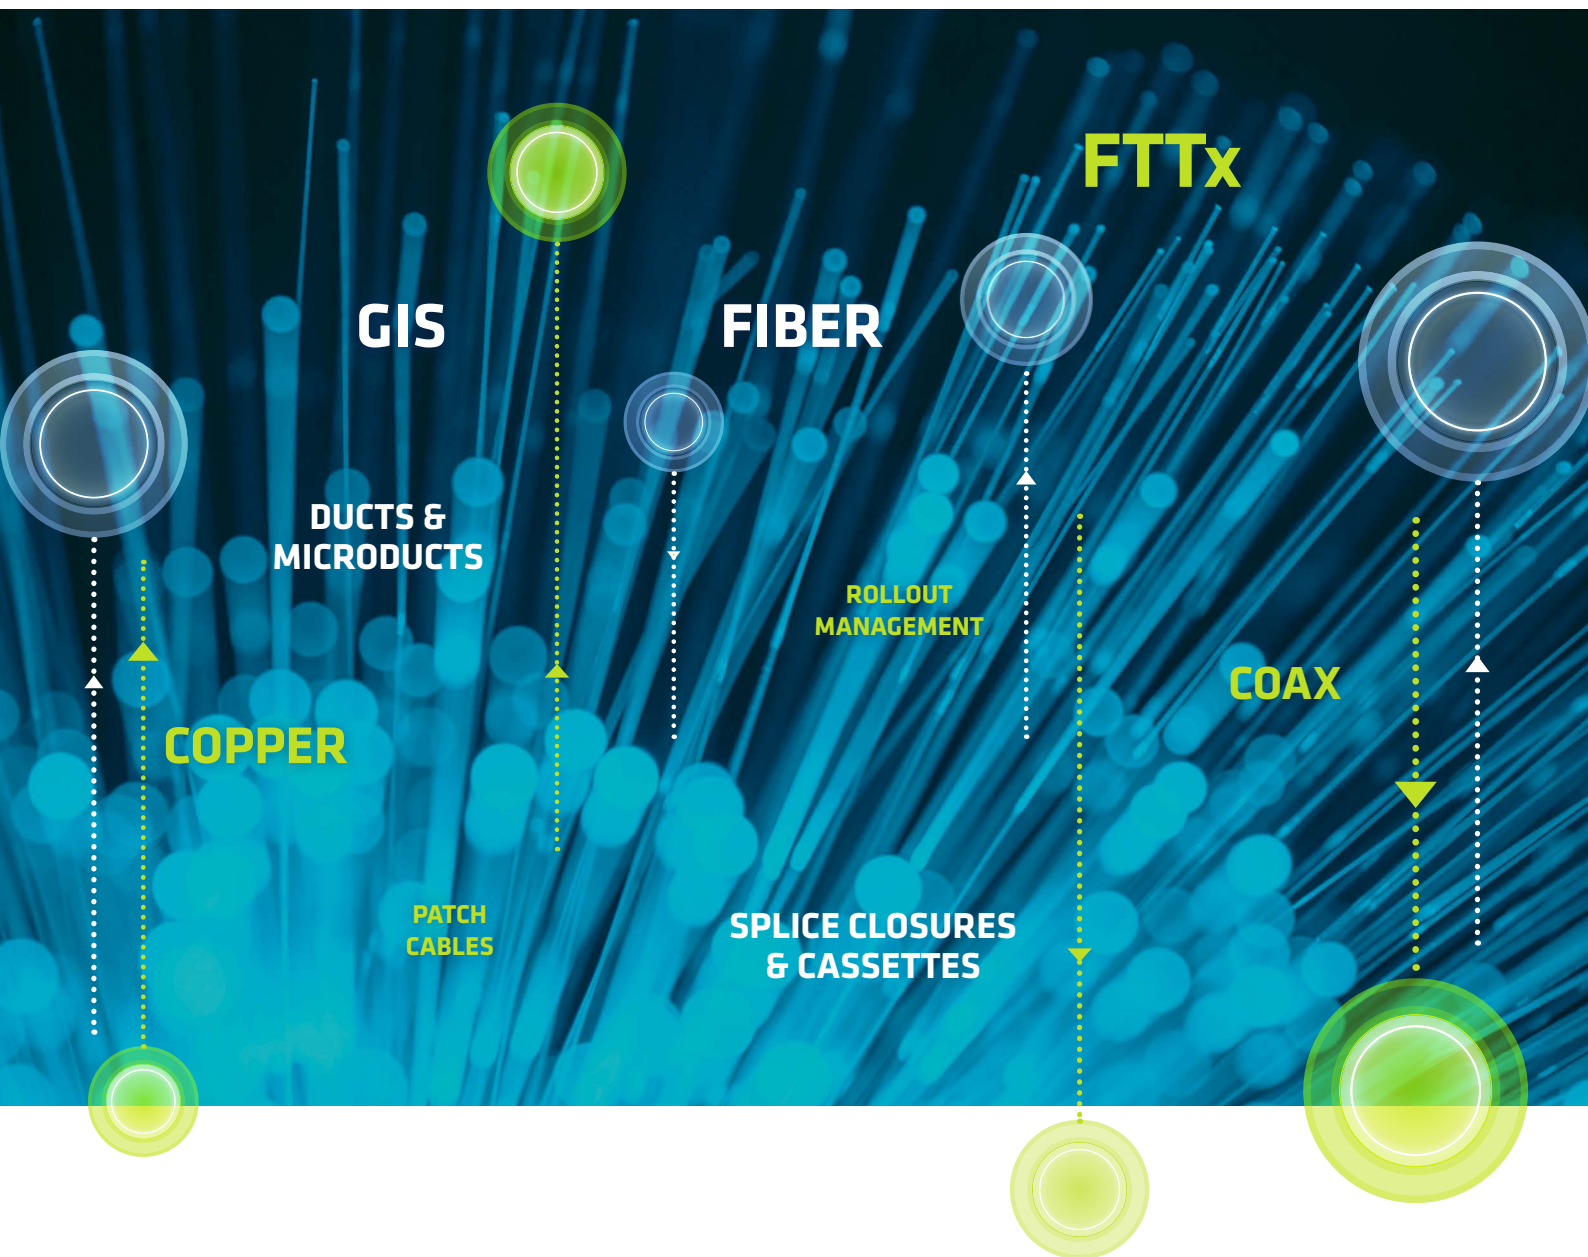 FTTx
GIS
FIBER
DUCTS &
MICRODUCTS
ROLLOUT
MANAGEMENT
COAX
COPPER
PATCH
CABLES
SPLICE CLOSURES
& CASSETTES